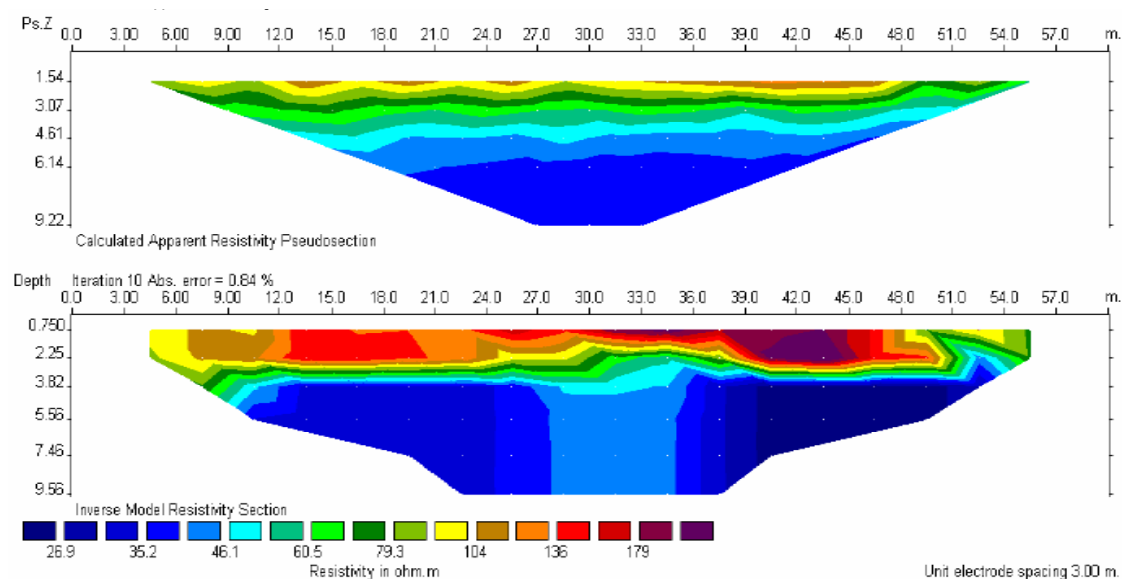 Ps.Z
0.0 3.00 6.00 9.00 12.0 15.0 18.0 21.0 24.0 27.0 30.0 33.0 36.0 39.0 42.0 45.0 48.0 51.0 54.0 57.0 m.
1.54
3.07
4.61
6.14
9.22
Calculated Apparent Resistivity Pseudosection
Depth Iteration 10 Abs. error = 0.84 %
0.0 3.00 6.00 9.00 12.0 15.0 18.0 21.0 24.0 27.0 30.0 33.0 36.0 39.0 42.0 45.0 48.0 51.0 54.0 57.0 m.
0.750
2.25
3.82
5.56
7.46
9.56
Inverse Model Resistivity Section
26.9 35.2 46.1 60.5 79.3 104 136 179
Resistivity in ohm.m Unit electrode spacing 3.00 m.